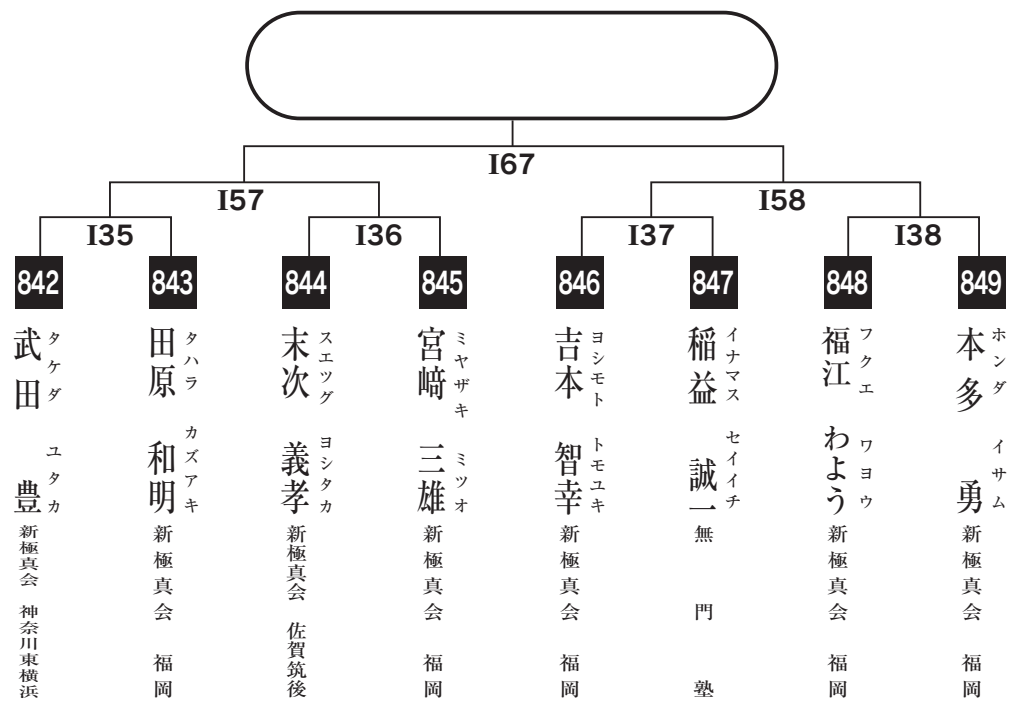 I67
I57
I58
I35
I36
I37
I38
842
843
844
845
846
847
848
849
武田 豊
タケダ ユタカ
新極真会 神奈川東横浜
田原 和明
タハラ カズアキ
新極真会 福岡
末次 義孝
スエツグ ヨシタカ
新極真会 佐賀筑後
宮﨑 三雄
ミヤザキ ミツオ
新極真会 福岡
吉本 智幸
ヨシモト トモユキ
新極真会 福岡
稲益 誠一
イナマス セイイチ
無門塾
福江 わよう
フクエ ワヨウ
新極真会 福岡
本多 勇
ホンダ イサム
新極真会 福岡